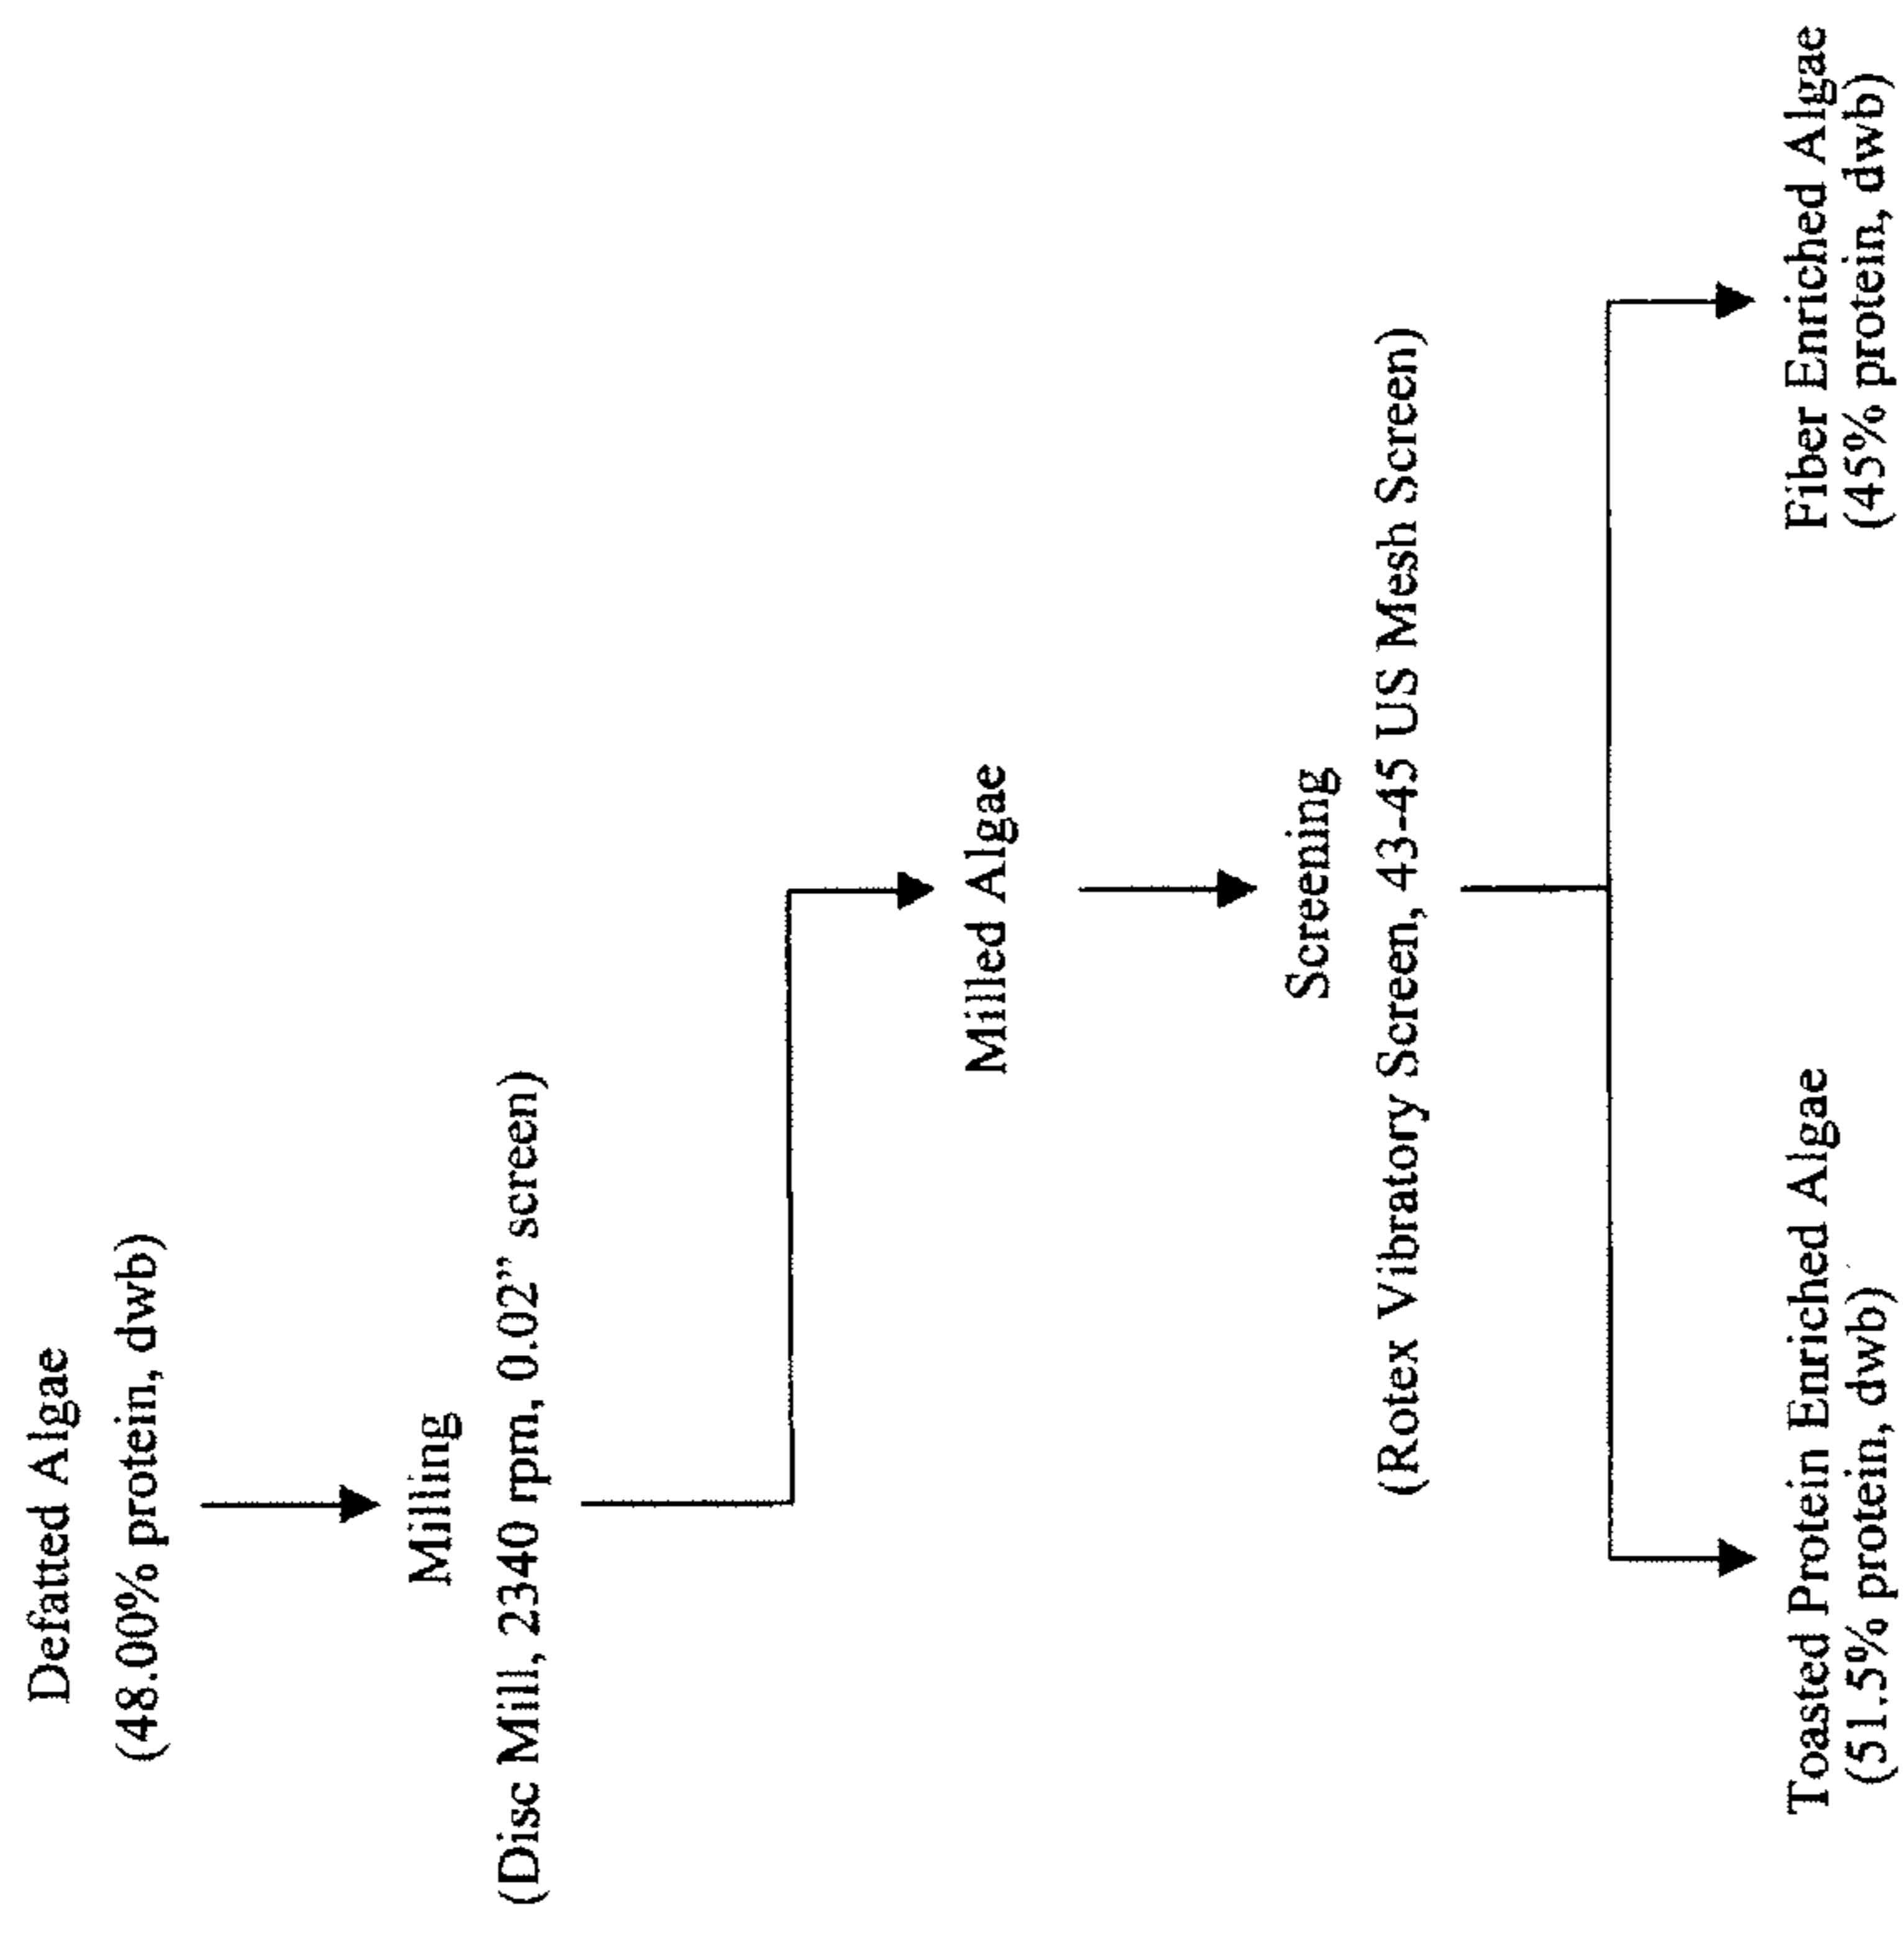 Defatted Algae
(48.00% protein, dwb)
Milling
(Disc Mill, 2340 rpm, 0.02” screen)
Milled Algae
Screening
(Rotex Vibratory Screen, 43-45 US Mesh Screen)
Toasted Protein Enriched Algae
(51.5% protein, dwb)
Fiber Enriched Algae
(45% protein, dwb)